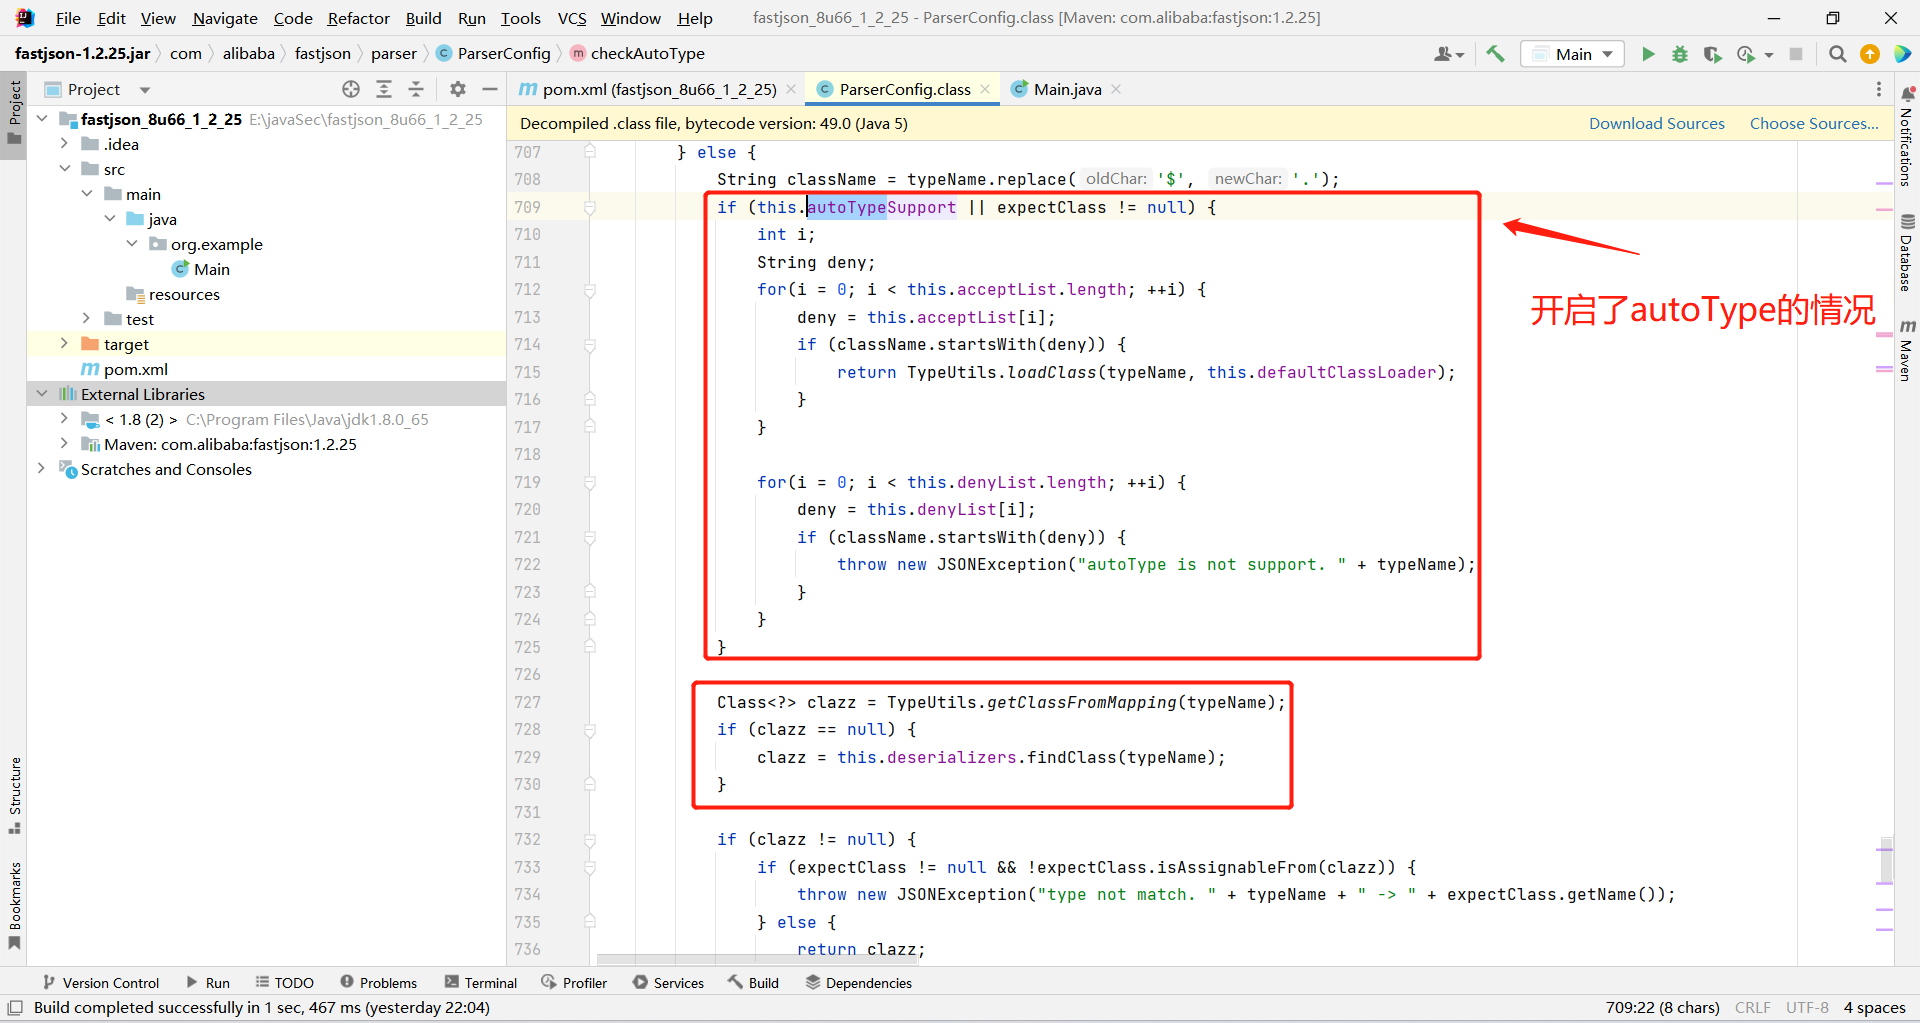 File Edit View Navigate Code Refactor Build Run Tools VCS Window Help fastjson_8u66_1_2_25 - ParserConfig.class [Maven: com.alibaba:fastjson:1.2.25]
fastjson-1.2.25.jar com alibaba fastjson parser ParserConfig checkAutoType Main
Project
pom.xml (fastjson_8u66_1_2_25) ParserConfig.class Main.java
Decompiled .class file, bytecode version: 49.0 (Java 5) Download Sources Choose Sources...
Project
fastjson_8u66_1_2_25 E:\javaSec\fastjson_8u66_1_2_25
.idea
src
main
java
org.example
Main
resources
test
target
pom.xml
External Libraries
< 1.8 (2) > C:\Program Files\Java\jdk1.8.0_65
Maven: com.alibaba:fastjson:1.2.25
Scratches and Consoles
Structure
Bookmarks
707 } else {
708 String className = typeName.replace( oldChar: '$', newChar: '.');
709 if (this.autoTypeSupport || expectClass != null) {
710 int i;
711 String deny;
712 for(i = 0; i < this.acceptList.length; ++i) {
713 deny = this.acceptList[i];
714 if (className.startsWith(deny)) {
715 return TypeUtils.loadClass(typeName, this.defaultClassLoader);
716 }
717 }
718
719 for(i = 0; i < this.denyList.length; ++i) {
720 deny = this.denyList[i];
721 if (className.startsWith(deny)) {
722 throw new JSONException("autoType is not support. " + typeName);
723 }
724 }
725 }
726
727 Class<?> clazz = TypeUtils.getClassFromMapping(typeName);
728 if (clazz == null) {
729 clazz = this.deserializers.findClass(typeName);
730 }
731
732 if (clazz != null) {
733 if (expectClass != null && !expectClass.isAssignableFrom(clazz)) {
734 throw new JSONException("type not match. " + typeName + " -> " + expectClass.getName());
735 } else {
736 return clazz;
开启了autoType的情况
Notifications
Database
Maven
Version Control Run TODO Problems Terminal Profiler Services Build Dependencies
Build completed successfully in 1 sec, 467 ms (yesterday 22:04) 709:22 (8 chars) CRLF UTF-8 4 spaces